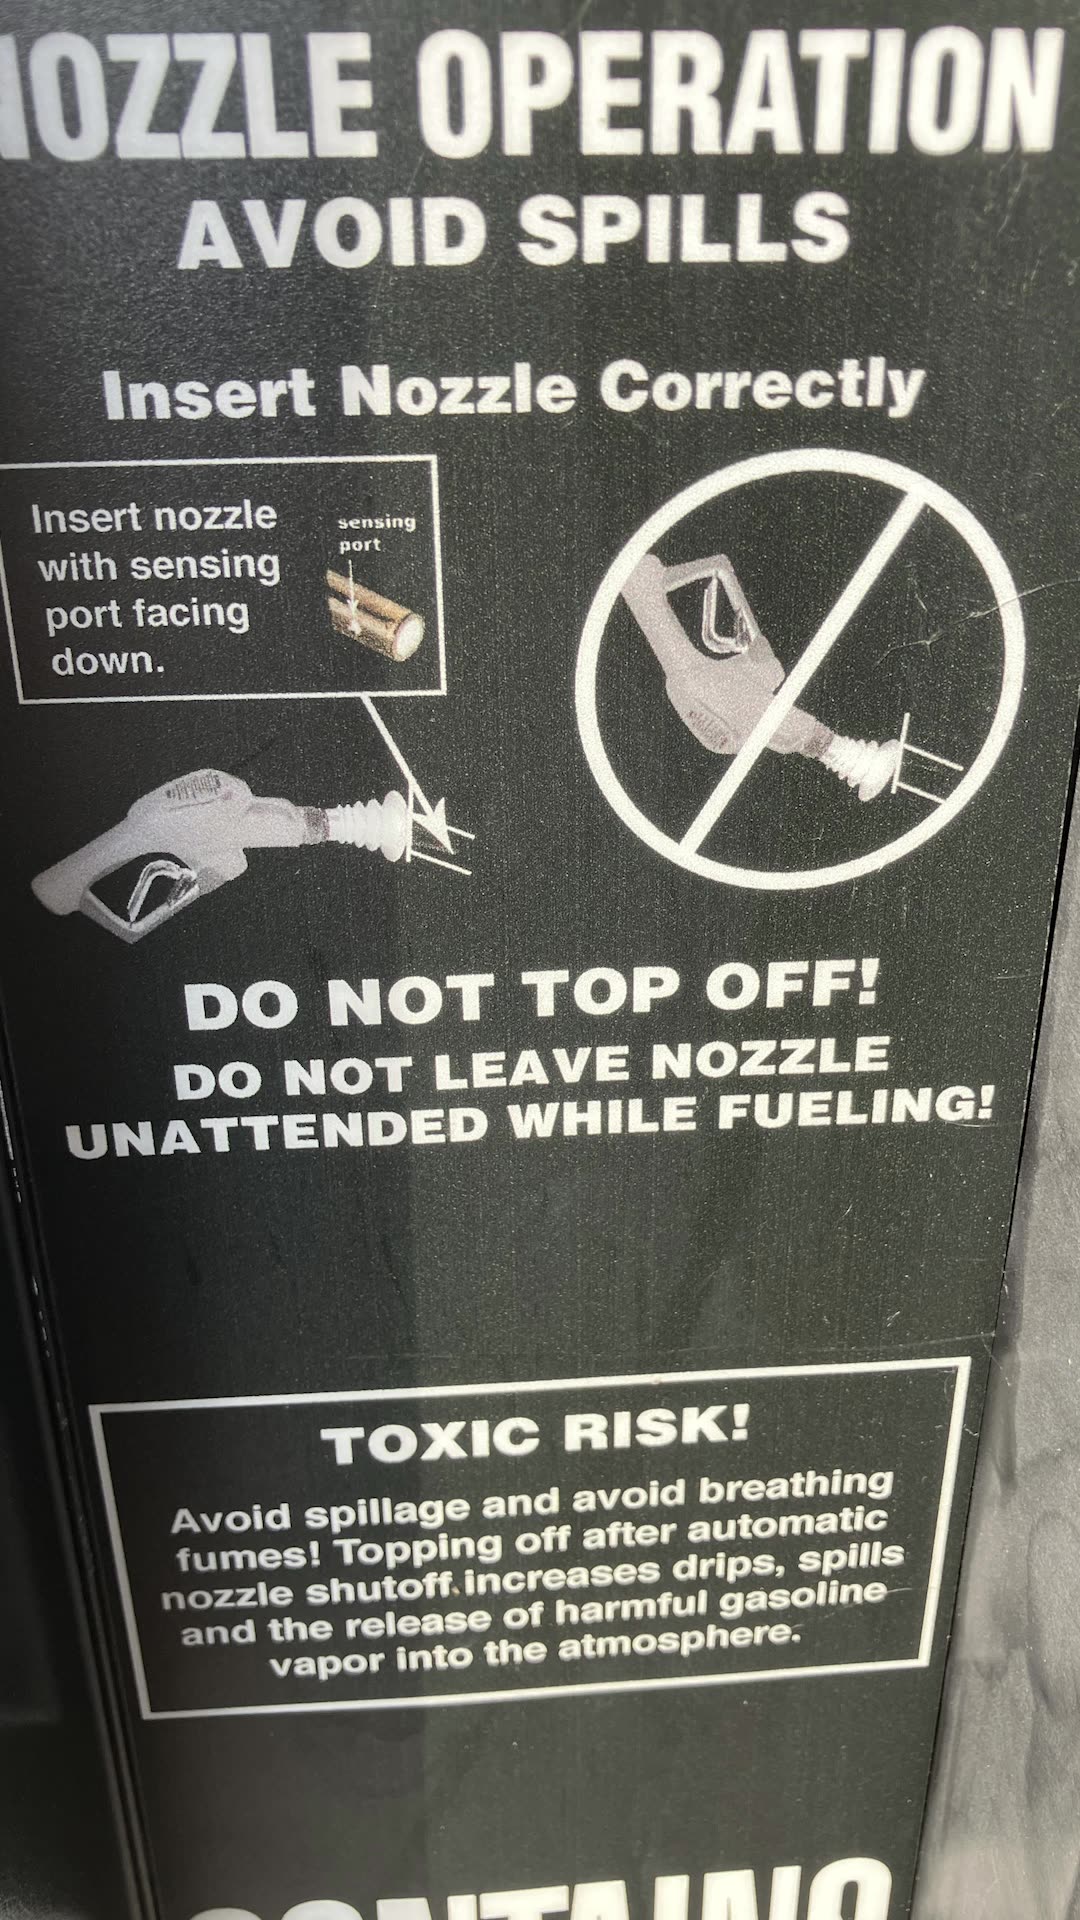 NOZZLE OPERATION
AVOID SPILLS
Insert Nozzle Correctly
Insert nozzle
with sensing
port facing
down.
sensing
port
DO NOT TOP OFF!
DO NOT LEAVE NOZZLE
UNATTENDED WHILE FUELING!
TOXIC RISK!
Avoid spillage and avoid breathing
fumes! Topping off after automatic
nozzle shutoff increases drips, spills
and the release of harmful gasoline
vapor into the atmosphere.
CONTAINS